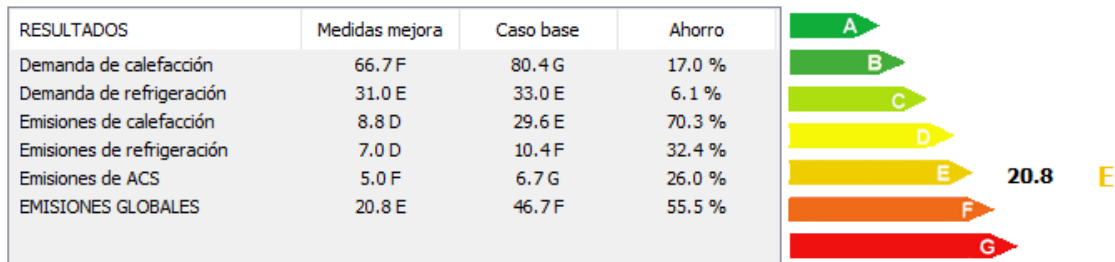 RESULTADOS Medidas mejora Caso base Ahorro
Demanda de calefacción 66.7 F 80.4 G 17.0 %
Demanda de refrigeración 31.0 E 33.0 E 6.1 %
Emisiones de calefacción 8.8 D 29.6 E 70.3 %
Emisiones de refrigeración 7.0 D 10.4 F 32.4 %
Emisiones de ACS 5.0 F 6.7 G 26.0 %
EMISIONES GLOBALES 20.8 E 46.7 F 55.5 %
A
B
C
D
E 20.8 E
F
G